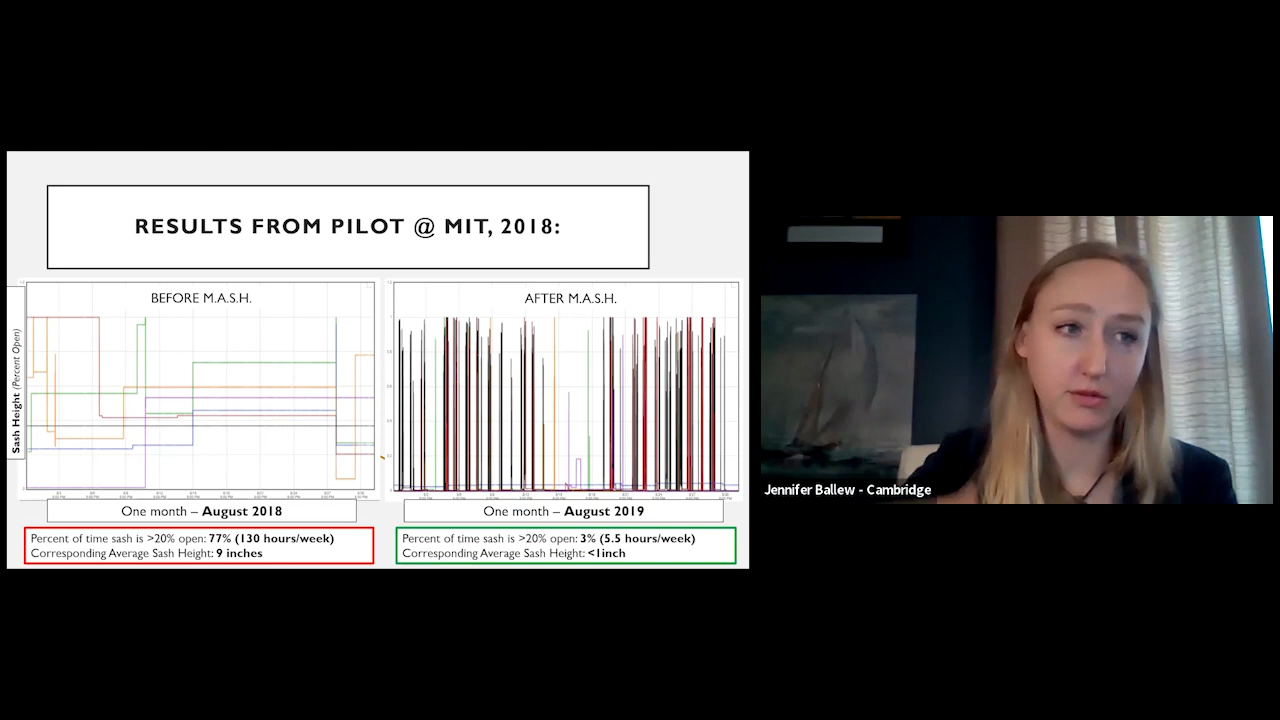 RESULTS FROM PILOT @ MIT, 2018:
Sash Height (Percent Open)
BEFORE M.A.S.H.
AFTER M.A.S.H.
One month – August 2018
One month – August 2019
Percent of time sash is >20% open: 77% (130 hours/week)
Corresponding Average Sash Height: 9 inches
Percent of time sash is >20% open: 3% (5.5 hours/week)
Corresponding Average Sash Height: <1inch
Jennifer Ballew - Cambridge